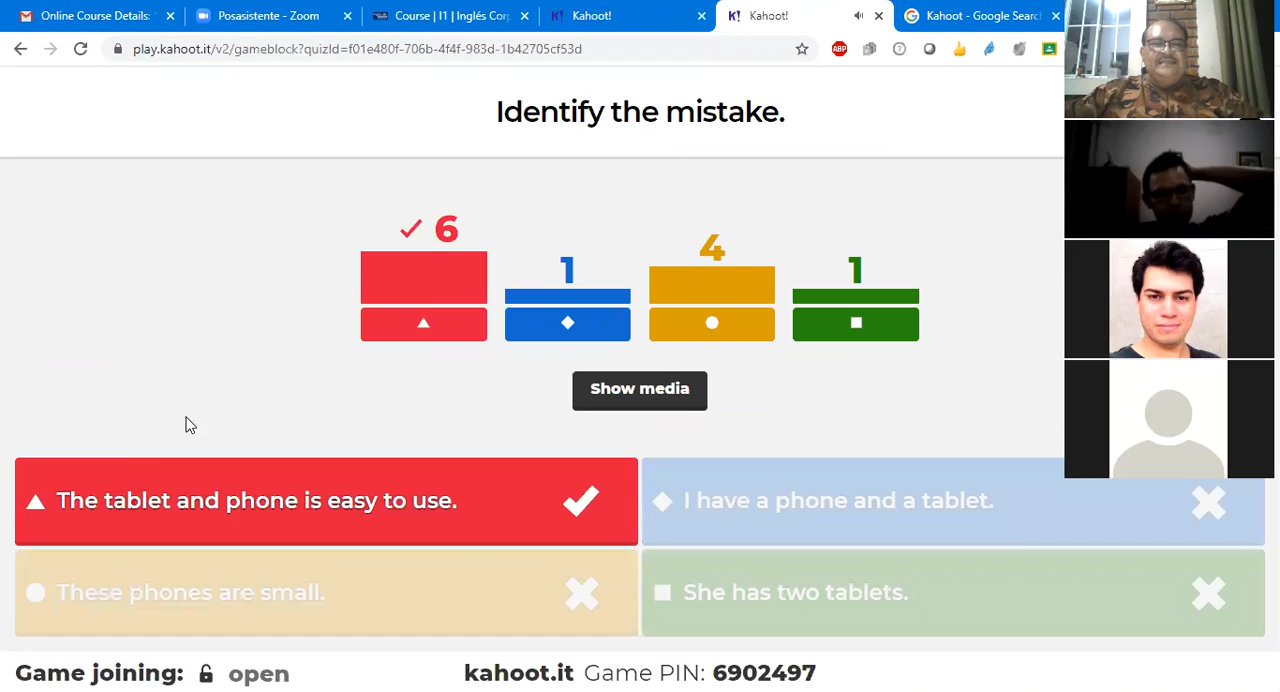 Online Course Details:
Posasistente - Zoom
Course | I1 | Inglés Cor
Kahoot!
Kahoot!
Kahoot - Google Search
play.kahoot.it/v2/gameblock?quizId=f01e480f-706b-4f4f-983d-1b42705cf53d
ABP
Identify the mistake.
6
1
4
1
Show media
The tablet and phone is easy to use.
I have a phone and a tablet.
These phones are small.
She has two tablets.
Game joining: open
kahoot.it Game PIN: 6902497